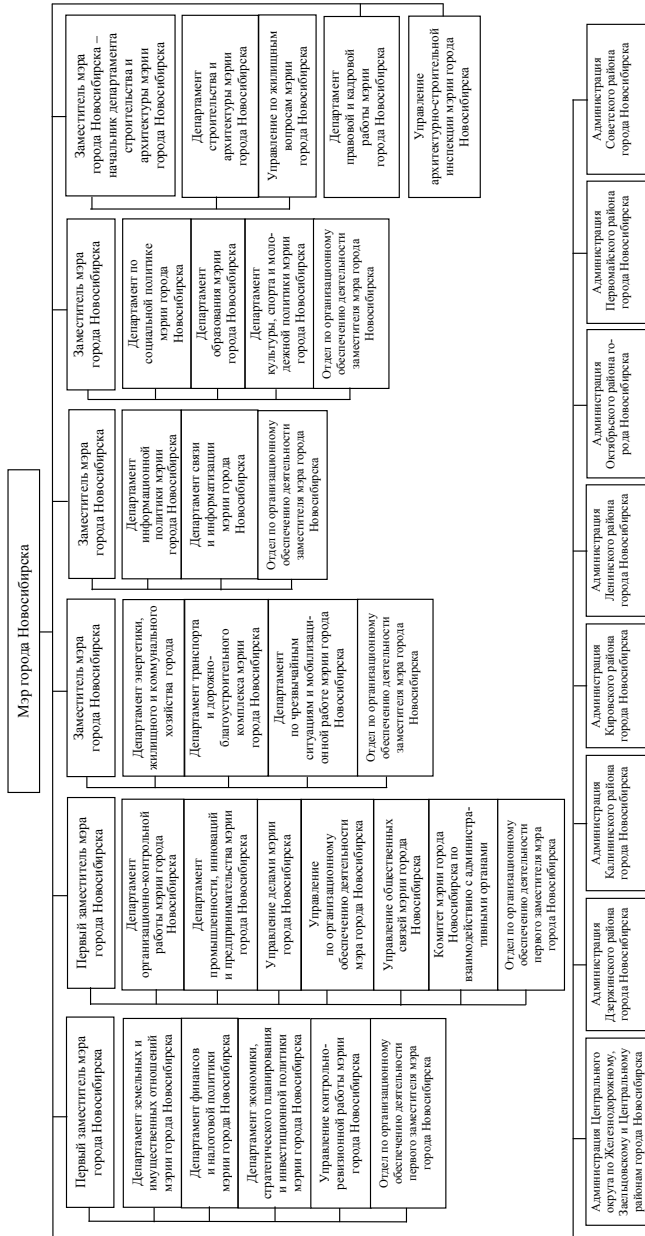 Мэр города Новосибирска
Первый заместитель мэра
города Новосибирска
Департамент земельных и
имущественных отношений
мэрии города Новосибирска
Департамент финансов
и налоговой политики
мэрии города Новосибирска
Департамент экономики,
стратегического планирования
и инвестиционной политики
мэрии города Новосибирска
Управление контрольно-
ревизионной работы мэрии
города Новосибирска
Отдел по организационному
обеспечению деятельности
первого заместителя мэра
города Новосибирска
Первый заместитель мэра
города Новосибирска
Департамент
организационно-контрольной
работы мэрии города
Новосибирска
Департамент
промышленности, инноваций
и предпринимательства мэрии
города Новосибирска
Управление делами мэрии
города Новосибирска
Управление
по организационному
обеспечению деятельности
мэра города Новосибирска
Управление общественных
связей мэрии города
Новосибирска
Комитет мэрии города
Новосибирска по
взаимодействию с администра-
тивными органами
Отдел по организационному
обеспечению деятельности
первого заместителя мэра
города Новосибирска
Заместитель мэра
города Новосибирска
Департамент энергетики,
жилищного и коммунального
хозяйства города
Департамент транспорта
и дорожно-
благоустроительного
комплекса мэрии
города Новосибирска
Департамент
по чрезвычайным
ситуациям и мобилизаци-
онной работе мэрии города
Новосибирска
Отдел по организационному
обеспечению деятельности
заместителя мэра города
Новосибирска
Заместитель мэра
города Новосибирска
Департамент
информационной
политики мэрии
города Новосибирска
Департамент связи
и информатизации
мэрии города
Новосибирска
Отдел по организационному
обеспечению деятельности
заместителя мэра города
Новосибирска
Заместитель мэра
города Новосибирска
Департамент по
социальной политике
мэрии города
Новосибирска
Департамент
образования мэрии
города Новосибирска
Департамент
культуры, спорта и моло-
дежной политики мэрии
города Новосибирска
Отдел по организационному
обеспечению деятельности
заместителя мэра города
Новосибирска
Заместитель мэра
города Новосибирска –
начальник департамента
строительства и
архитектуры мэрии
города Новосибирска
Департамент
строительства и
архитектуры мэрии
города Новосибирска
Управление по жилищным
вопросам мэрии
города Новосибирска
Департамент
правовой и кадровой
работы мэрии
города Новосибирска
Управление
архитектурно-строительной
инспекции мэрии города
Новосибирска
Администрация Центрального
округа по Железнодорожному,
Заельцовскому и Центральному
районам города Новосибирска
Администрация
Дзержинского района
города Новосибирска
Администрация
Калининского района
города Новосибирска
Администрация
Кировского района
города Новосибирска
Администрация
Ленинского района
города Новосибирска
Администрация
Октябрьского района го-
рода Новосибирска
Администрация
Первомайского района
города Новосибирска
Администрация
Советского района
города Новосибирска